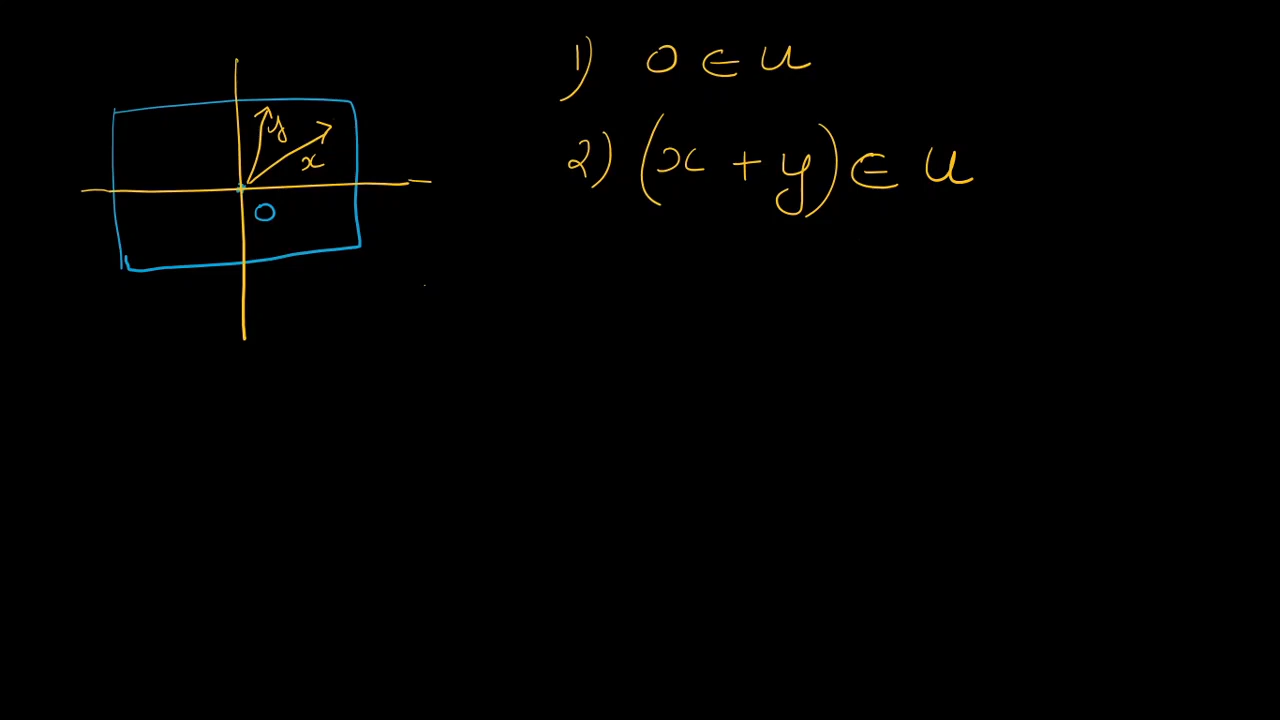 1) 0 ∈ U
2) (x + y) ∈ U
y
x
0